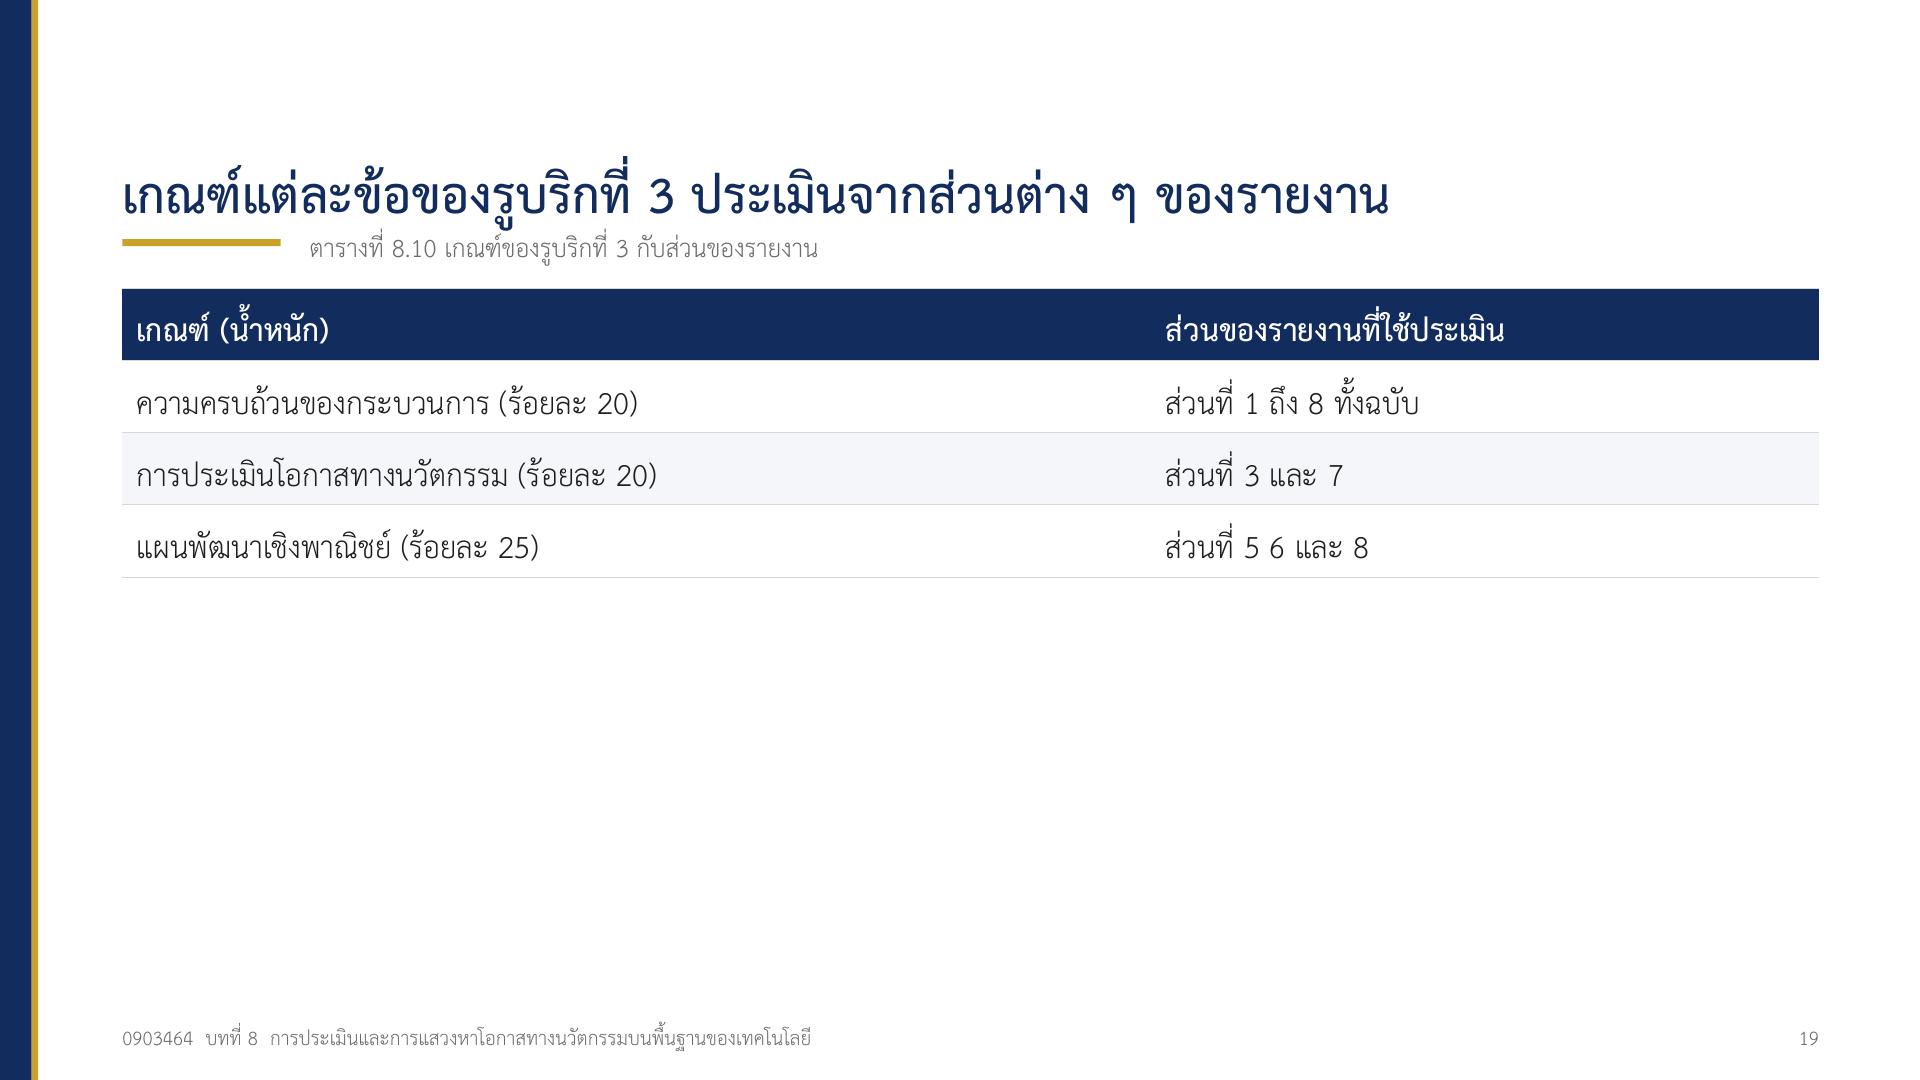 เกณฑ์แต่ละข้อของรูบริกที่ 3 ประเมินจากส่วนต่าง ๆ ของรายงาน
ตารางที่ 8.10 เกณฑ์ของรูบริกที่ 3 กับส่วนของรายงาน
เกณฑ์ (น้ำหนัก) ส่วนของรายงานที่ใช้ประเมิน
ความครบถ้วนของกระบวนการ (ร้อยละ 20) ส่วนที่ 1 ถึง 8 ทั้งฉบับ
การประเมินโอกาสทางนวัตกรรม (ร้อยละ 20) ส่วนที่ 3 และ 7
แผนพัฒนาเชิงพาณิชย์ (ร้อยละ 25) ส่วนที่ 5 6 และ 8
0903464 บทที่ 8 การประเมินและการแสวงหาโอกาสทางนวัตกรรมบนพื้นฐานของเทคโนโลยี 19